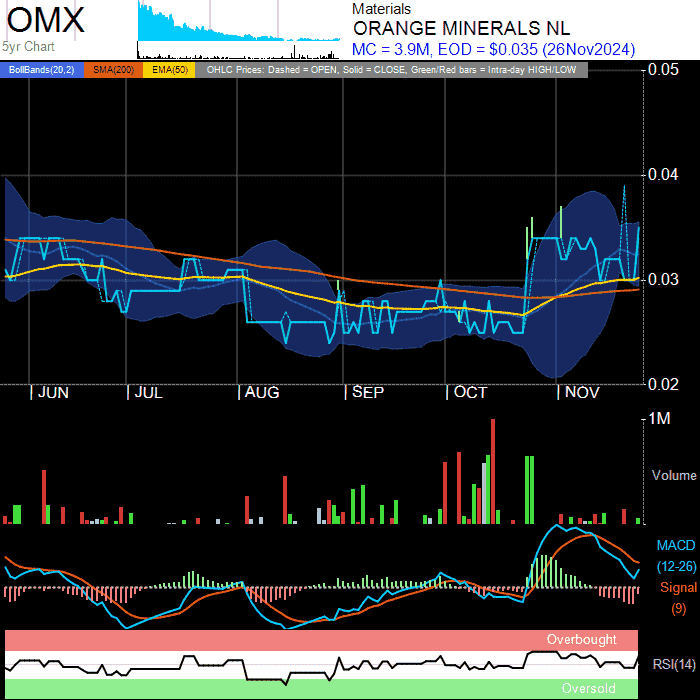 OMX
5yr Chart
Materials
ORANGE MINERALS NL
MC = 3.9M, EOD = $0.035 (26Nov2024)
BollBands(20,2) SMA(200) EMA(50) OHLC Prices: Dashed = OPEN, Solid = CLOSE, Green/Red bars = Intra-day HIGH/LOW
0.05
0.04
0.03
0.02
JUN JUL AUG SEP OCT NOV
1M
Volume
MACD
(12-26)
Signal
(9)
Overbought
RSI(14)
Oversold